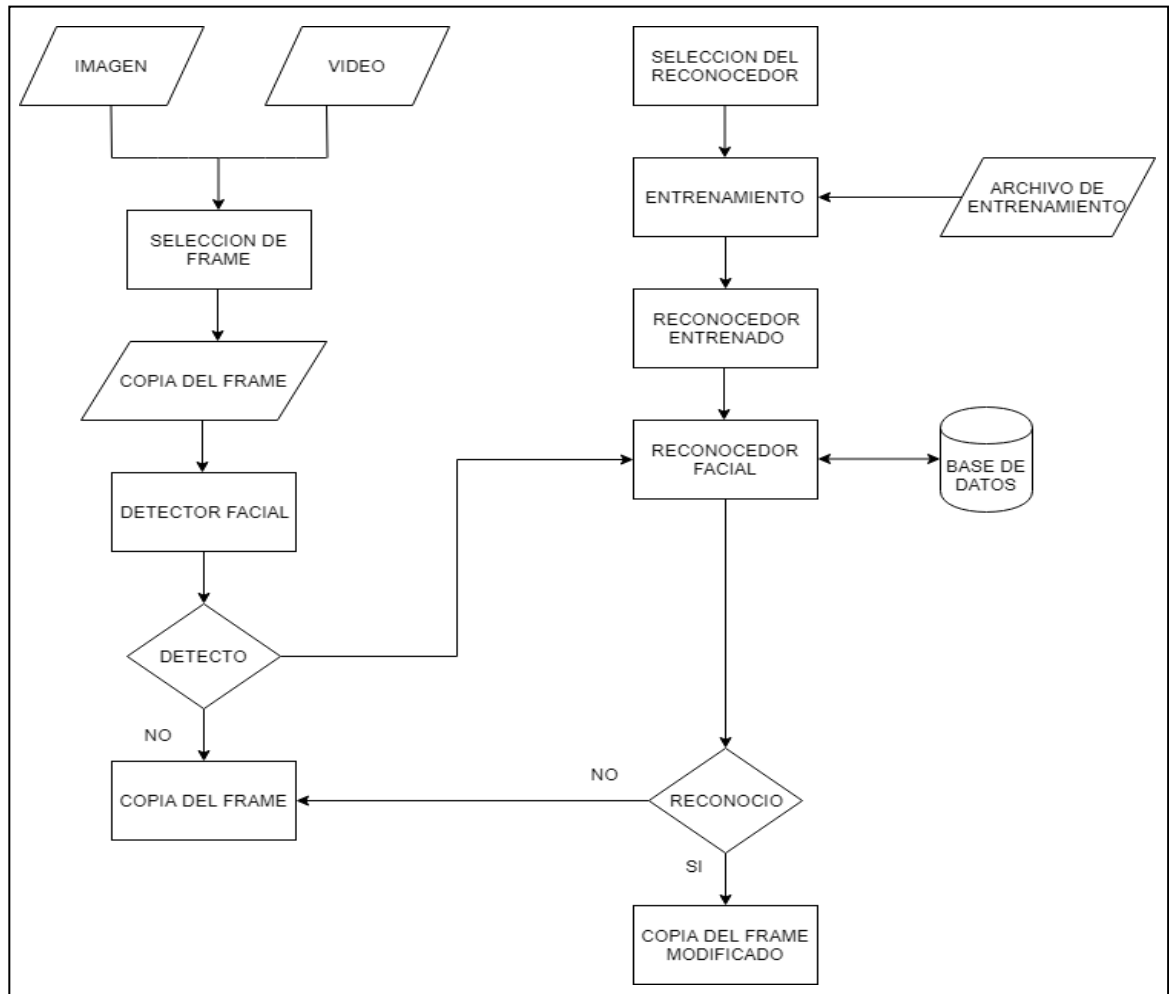 IMAGEN
VIDEO
SELECCION DE
FRAME
COPIA DEL FRAME
DETECTOR FACIAL
DETECTO
NO
COPIA DEL FRAME
SELECCION DEL
RECONOCEDOR
ENTRENAMIENTO
ARCHIVO DE
ENTRENAMIENTO
RECONOCEDOR
ENTRENADO
RECONOCEDOR
FACIAL
BASE DE
DATOS
RECONOCIO
NO
SI
COPIA DEL FRAME
MODIFICADO